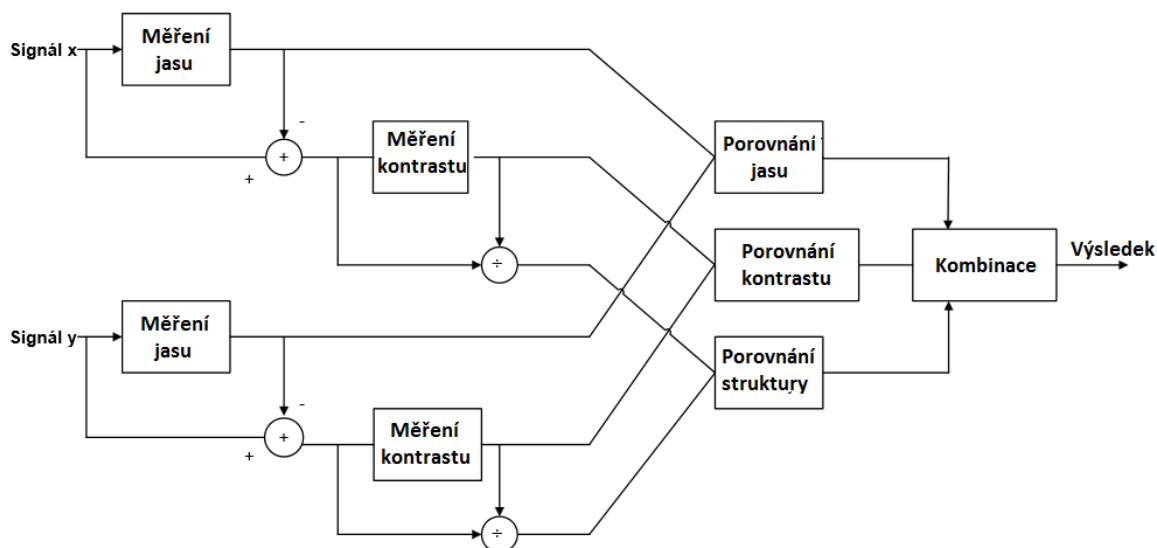 Signál x
Měření
jasu
-
+
+
Měření
kontrastu
÷
Signál y
Měření
jasu
-
+
+
Měření
kontrastu
÷
Porovnání
jasu
Porovnání
kontrastu
Porovnání
struktury
Kombinace
Výsledek